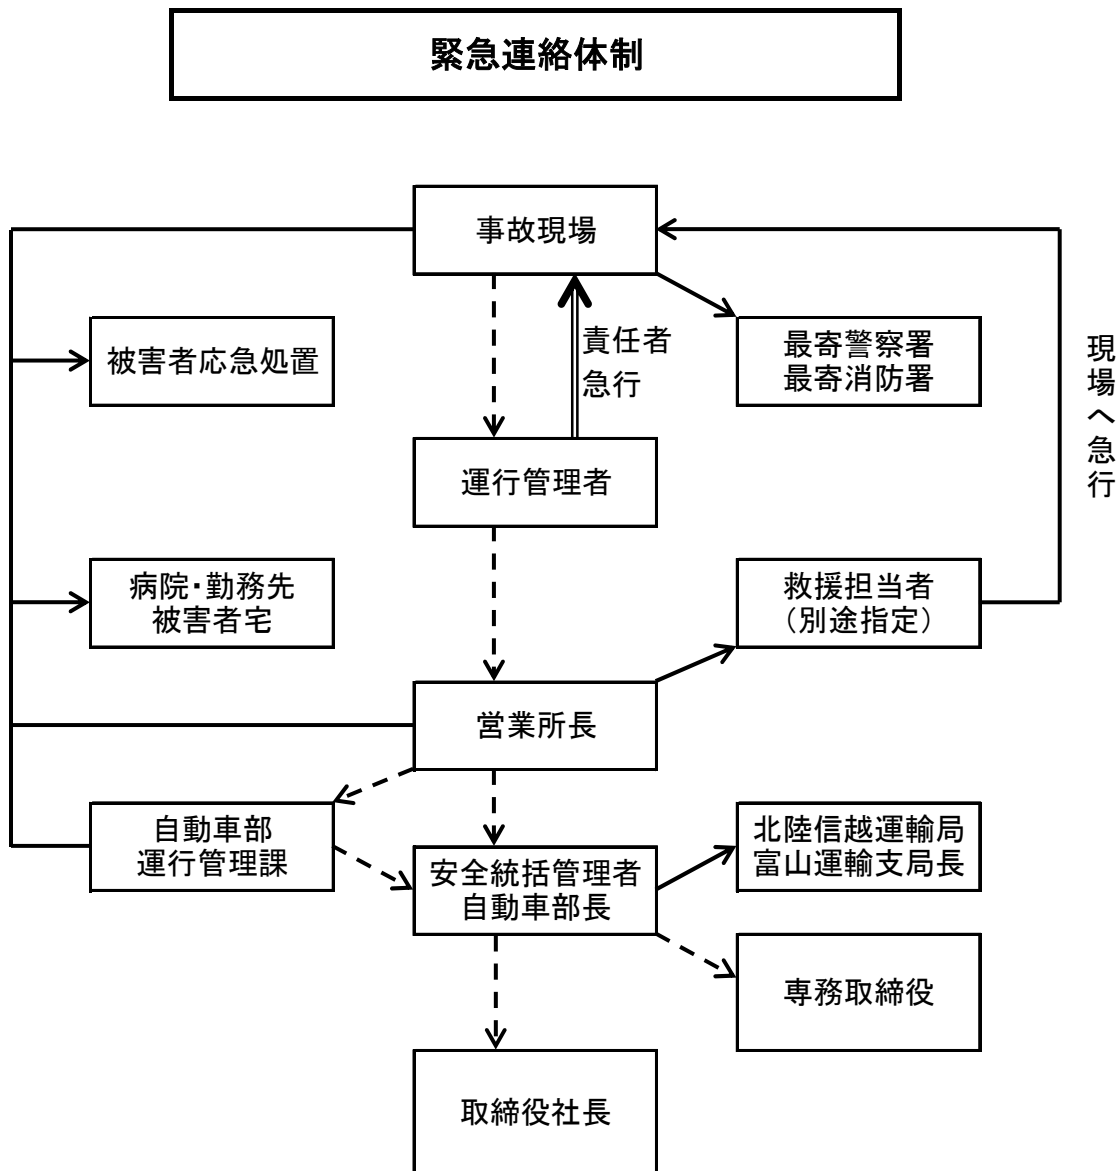 緊急連絡体制
事故現場
責任者
急行
被害者応急処置
最寄警察署
最寄消防署
現場へ急行
運行管理者
病院・勤務先
被害者宅
救援担当者
（別途指定）
営業所長
自動車部
運行管理課
安全統括管理者
自動車部長
北陸信越運輸局
富山運輸支局長
専務取締役
取締役社長